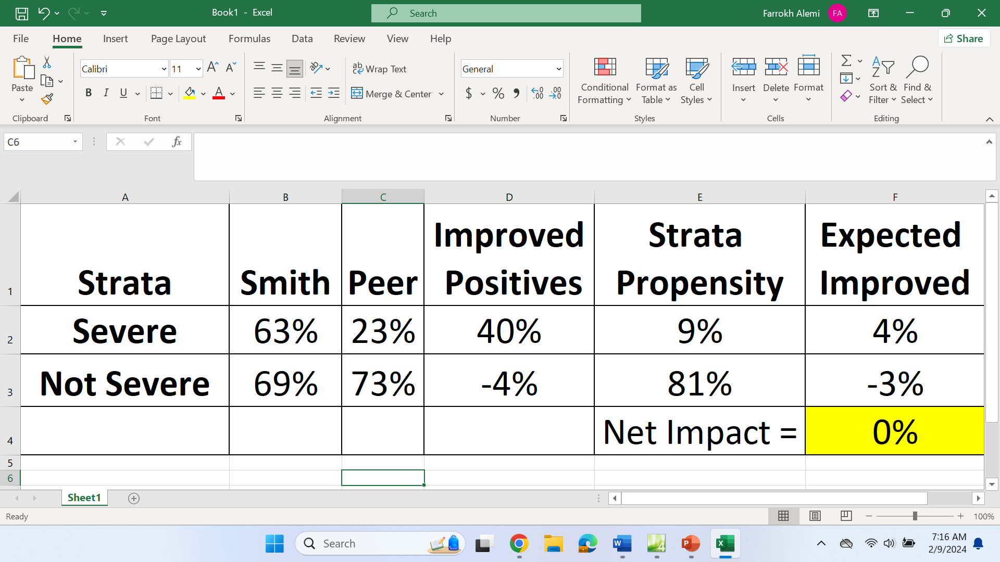 Book1 - Excel
Search
Farrokh Alemi
FA
File
Home
Insert
Page Layout
Formulas
Data
Review
View
Help
Share
Paste
Clipboard
Calibri
11
B I U
Font
Wrap Text
Merge & Center
Alignment
General
$ %
Number
Conditional
Formatting
Format as
Table
Cell
Styles
Styles
Insert
Delete
Format
Cells
Sort &
Filter
Find &
Select
Editing
C6
fx
A B C D E F
1
Strata
Smith
Peer
Improved
Positives
Strata
Propensity
Expected
Improved
2 Severe 63% 23% 40% 9% 4%
3 Not Severe 69% 73% -4% 81% -3%
4 Net Impact = 0%
5
6
Sheet1
Ready
100%
Search
7:16 AM
2/9/2024